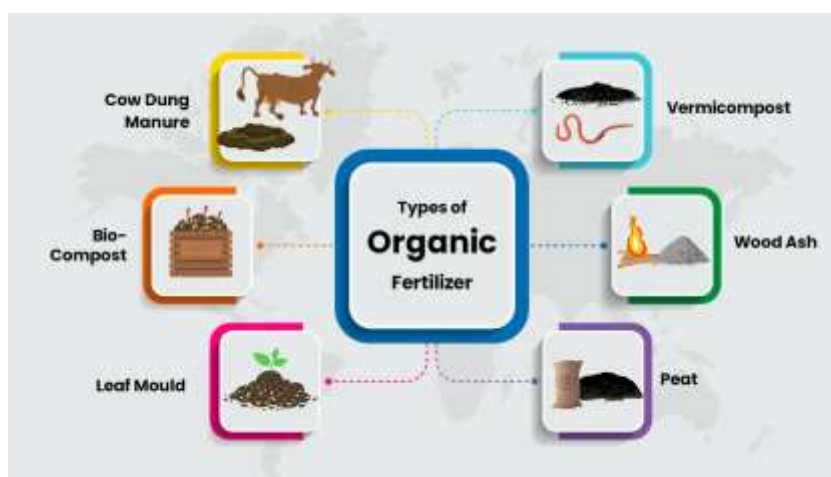 Types of
Organic
Fertilizer
Cow Dung
Manure
Bio-
Compost
Leaf Mould
Vermicompost
Wood Ash
Peat